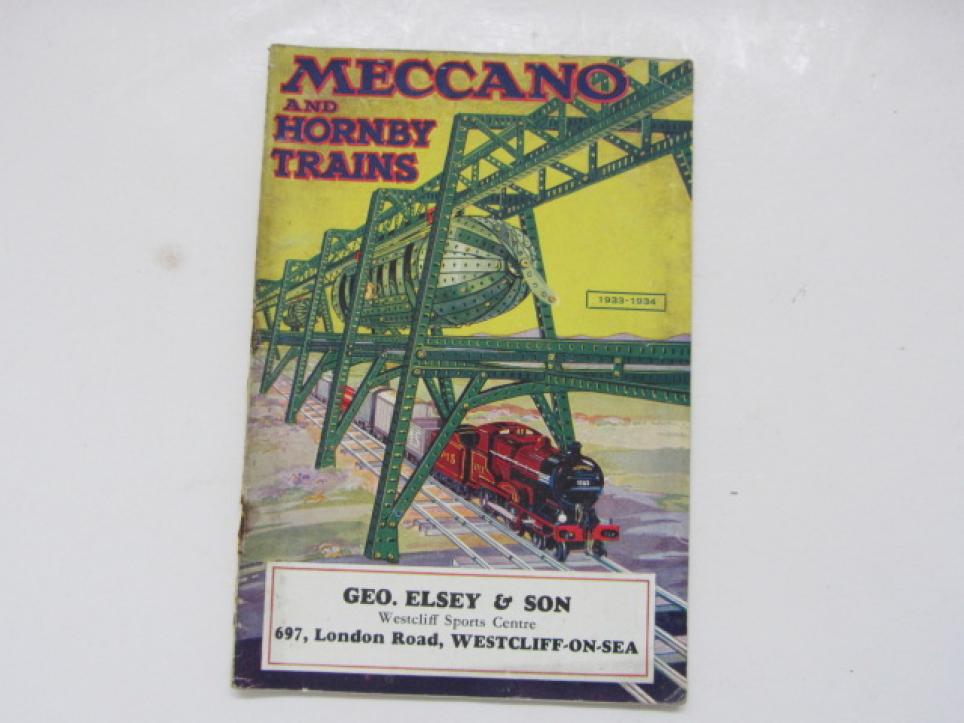 MECCANO
AND
HORNBY
TRAINS
1933-1934
GEO. ELSEY & SON
Westcliff Sports Centre
697, London Road, WESTCLIFF-ON-SEA